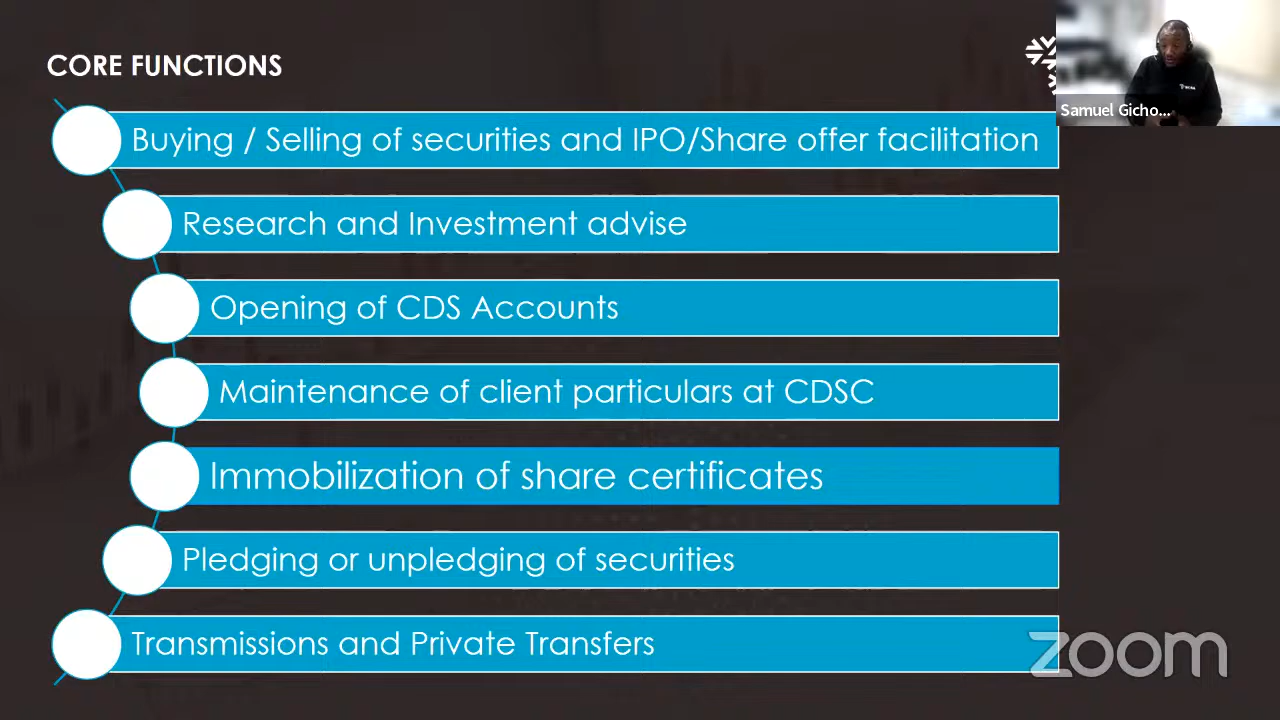 CORE FUNCTIONS
Samuel Gicho...
Buying / Selling of securities and IPO/Share offer facilitation
Research and Investment advise
Opening of CDS Accounts
Maintenance of client particulars at CDSC
Immobilization of share certificates
Pledging or unpledging of securities
Transmissions and Private Transfers
zoom